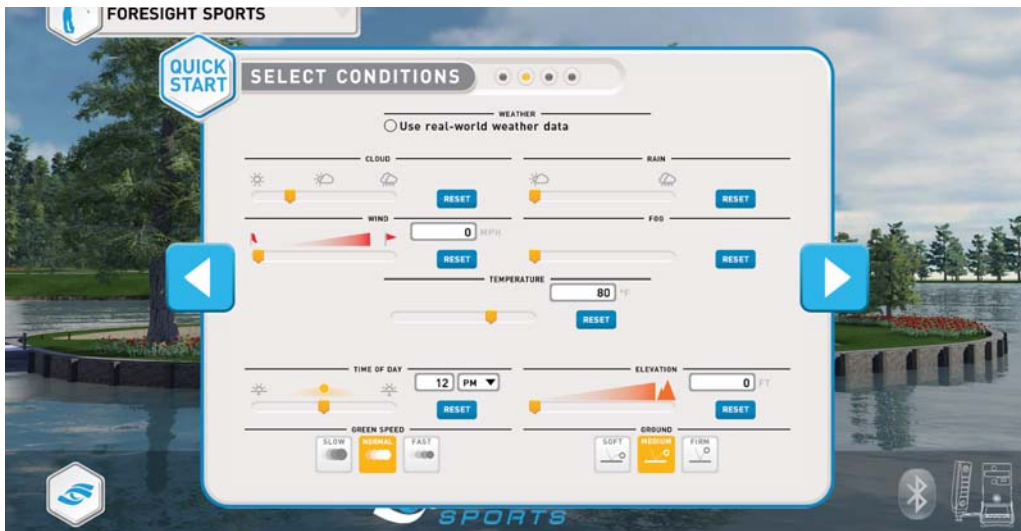 FORESIGHT SPORTS
QUICK
START
SELECT CONDITIONS
WEATHER
Use real-world weather data
CLOUD
RAIN
RESET
RESET
WIND
FOG
0 MPH
RESET
RESET
TEMPERATURE
80 °F
RESET
TIME OF DAY
ELEVATION
12 PM
0 FT
RESET
RESET
GREEN SPEED
GROUND
SLOW NORMAL FAST
SOFT MEDIUM FIRM
SPORTS